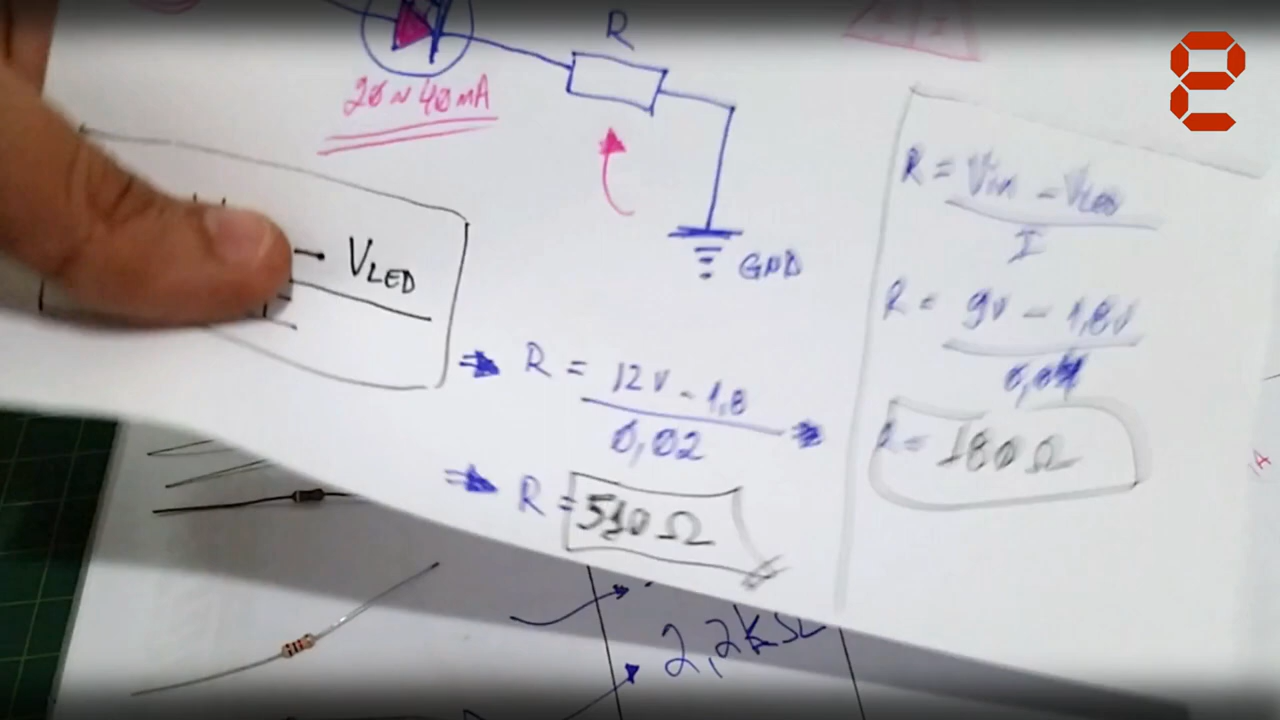 R
20 ~ 40 mA
GND
VLED
R = 12V - 1,8
0,02
R = 510 Ω
R = Vin - VLED
I
R = 9V - 1,8V
R = 180 Ω
2,2KΩ